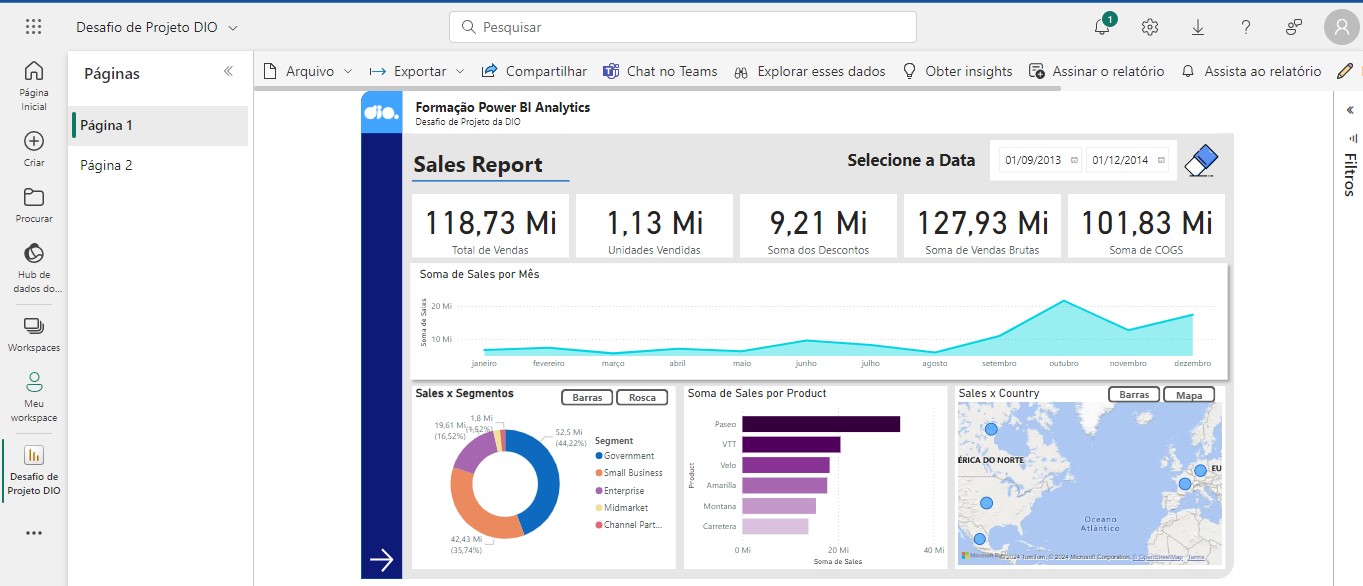 Desafio de Projeto DIO
Pesquisar
1
Página
Inicial
Criar
Procurar
Hub de
dados do...
Workspaces
Meu
workspace
Desafio de
Projeto DIO
Páginas
Página 1
Página 2
Arquivo
Exportar
Compartilhar
Chat no Teams
Explorar esses dados
Obter insights
Assinar o relatório
Assista ao relatório
dio.
Formação Power BI Analytics
Desafio de Projeto da DIO
Sales Report
Selecione a Data
01/09/2013
01/12/2014
118,73 Mi
Total de Vendas
1,13 Mi
Unidades Vendidas
9,21 Mi
Soma dos Descontos
127,93 Mi
Soma de Vendas Brutas
101,83 Mi
Soma de COGS
Soma de Sales por Mês
Soma de Sales
20 Mi
10 Mi
janeiro fevereiro março abril maio junho julho agosto setembro outubro novembro dezembro
Sales x Segmentos
Barras
Rosca
1,8 Mi
(1,52%)
19,61 Mi
(16,52%)
52,5 Mi
(44,22%)
42,43 Mi
(35,74%)
Segment
Government
Small Business
Enterprise
Midmarket
Channel Part...
Soma de Sales por Product
Product
Paseo
VTT
Velo
Amarilla
Montana
Carretera
0 Mi 20 Mi 40 Mi
Soma de Sales
Sales x Country
Barras
Mapa
ÉRICA DO NORTE
EU
Oceano
Atlântico
© 2024 TomTom, © 2024 Microsoft Corporation, © OpenStreetMap Terms
Filtros